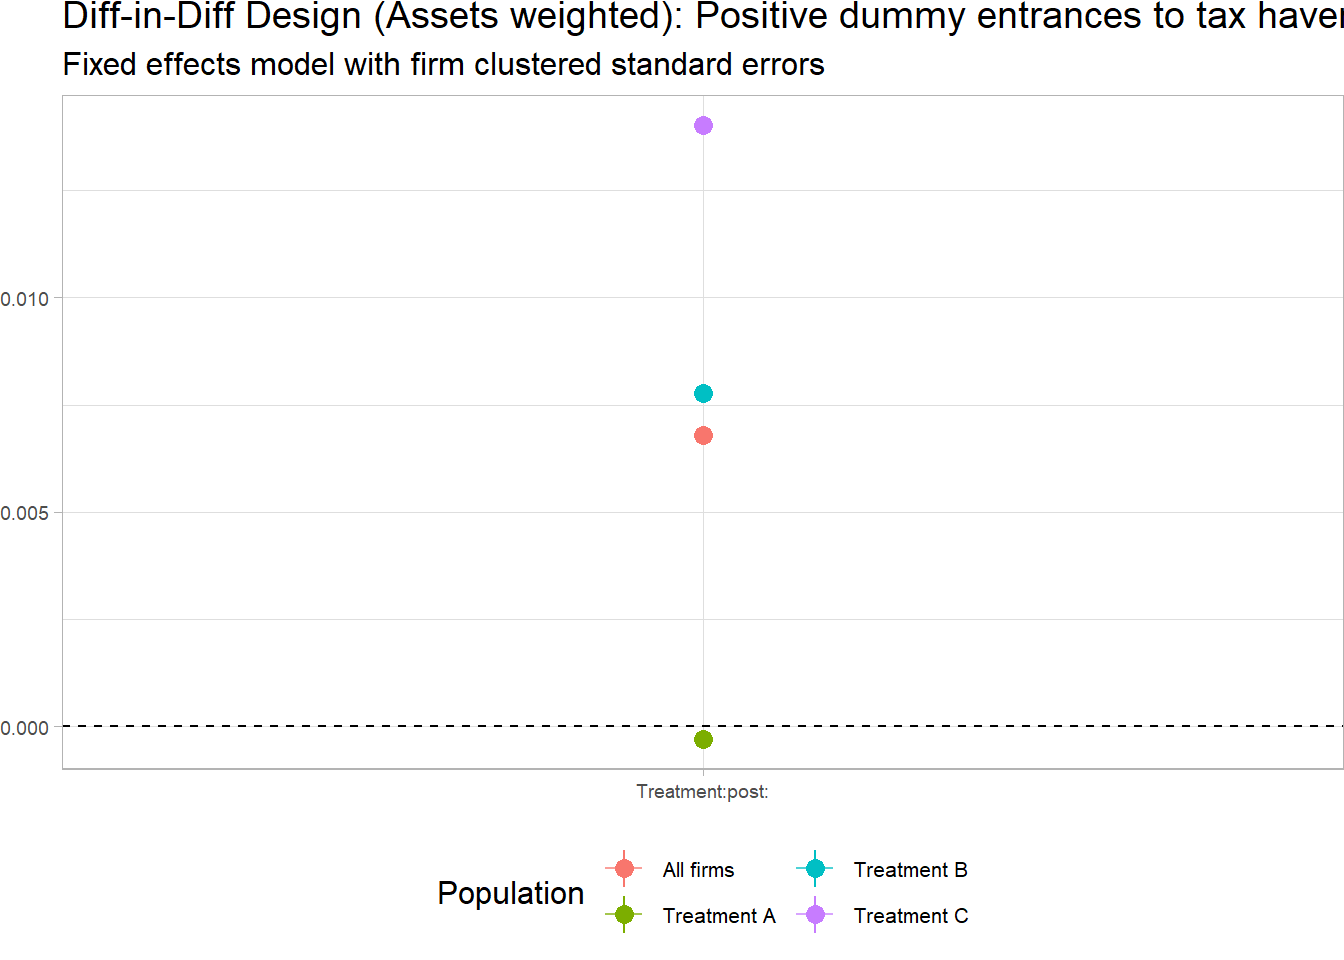 Diff-in-Diff Design (Assets weighted): Positive dummy entrances to tax haven
Fixed effects model with firm clustered standard errors
0.010
0.005
0.000
Treatment:post:
Population
All firms
Treatment B
Treatment A
Treatment C